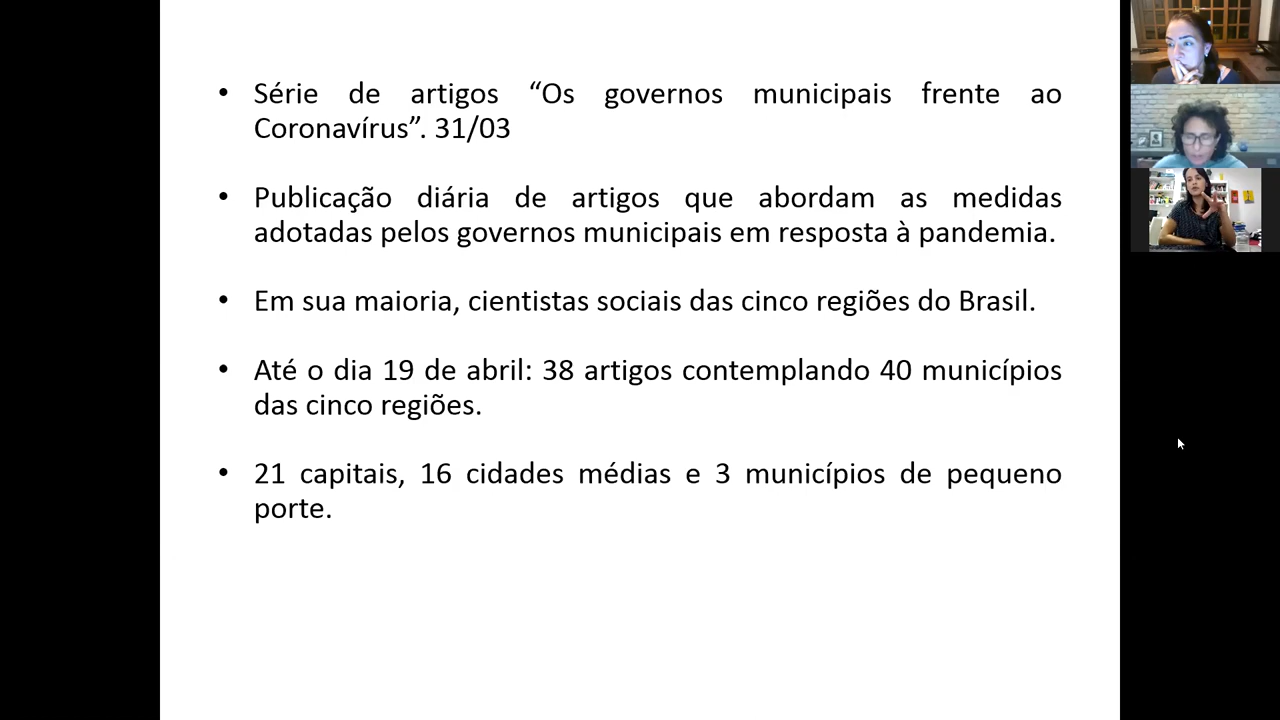 • Série de artigos “Os governos municipais frente ao
Coronavírus”. 31/03
• Publicação diária de artigos que abordam as medidas
adotadas pelos governos municipais em resposta à pandemia.
• Em sua maioria, cientistas sociais das cinco regiões do Brasil.
• Até o dia 19 de abril: 38 artigos contemplando 40 municípios
das cinco regiões.
• 21 capitais, 16 cidades médias e 3 municípios de pequeno
porte.